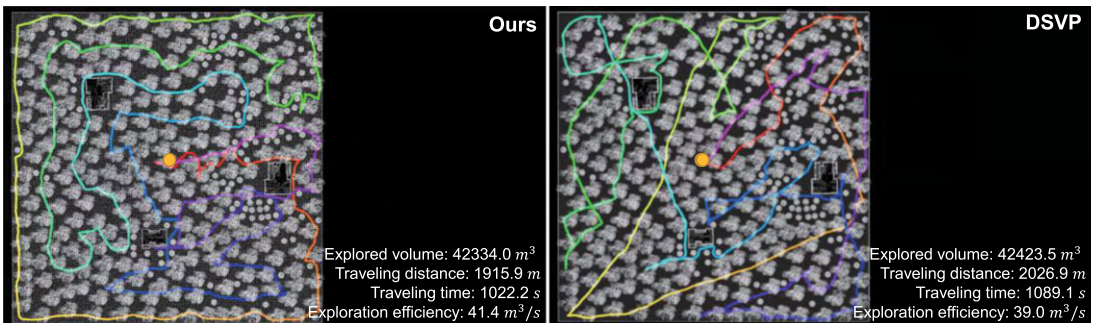 Ours
Explored volume: 42334.0 m³
Traveling distance: 1915.9 m
Traveling time: 1022.2 s
Exploration efficiency: 41.4 m³/s
DSVP
Explored volume: 42423.5 m³
Traveling distance: 2026.9 m
Traveling time: 1089.1 s
Exploration efficiency: 39.0 m³/s